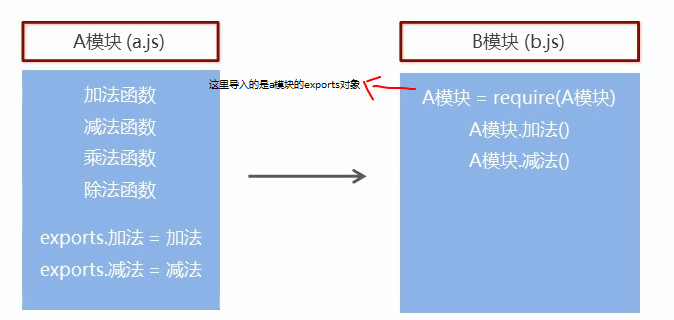 A模块 (a.js)
加法函数
减法函数
乘法函数
除法函数
exports.加法 = 加法
exports.减法 = 减法
这里导入的是a模块的exports对象
B模块 (b.js)
A模块 = require(A模块)
A模块.加法()
A模块.减法()